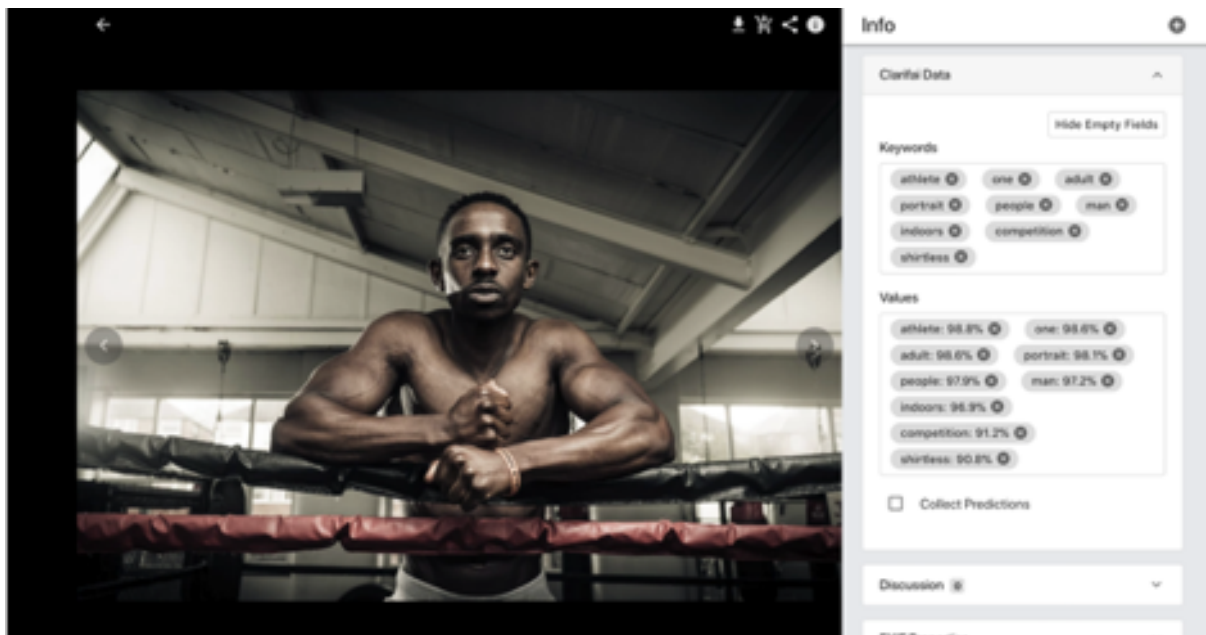 Info
Clarifai Data
Hide Empty Fields
Keywords
athlete one adult
portrait people man
indoors competition
shirtless
Values
athlete: 98.8% one: 98.6%
adult: 98.6% portrait: 98.1%
people: 97.9% man: 97.2%
indoors: 96.9%
competition: 91.2%
shirtless: 90.8%
Collect Predictions
Discussion